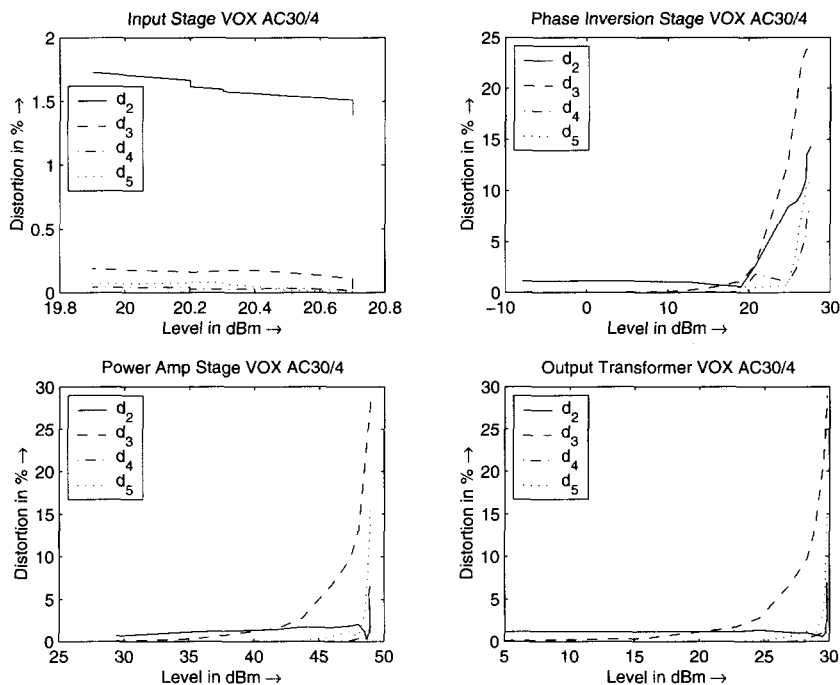 Input Stage VOX AC30/4
2
1.5
1
0.5
0
Distortion in % →
d2
d3
d4
d5
19.8 20 20.2 20.4 20.6 20.8
Level in dBm →
Phase Inversion Stage VOX AC30/4
25
20
15
10
5
0
Distortion in % →
d2
d3
d4
d5
−10 0 10 20 30
Level in dBm →
Power Amp Stage VOX AC30/4
30
25
20
15
10
5
0
Distortion in % →
d2
d3
d4
d5
25 30 35 40 45 50
Level in dBm →
Output Transformer VOX AC30/4
30
25
20
15
10
5
0
Distortion in % →
d2
d3
d4
d5
5 10 15 20 25 30
Level in dBm →